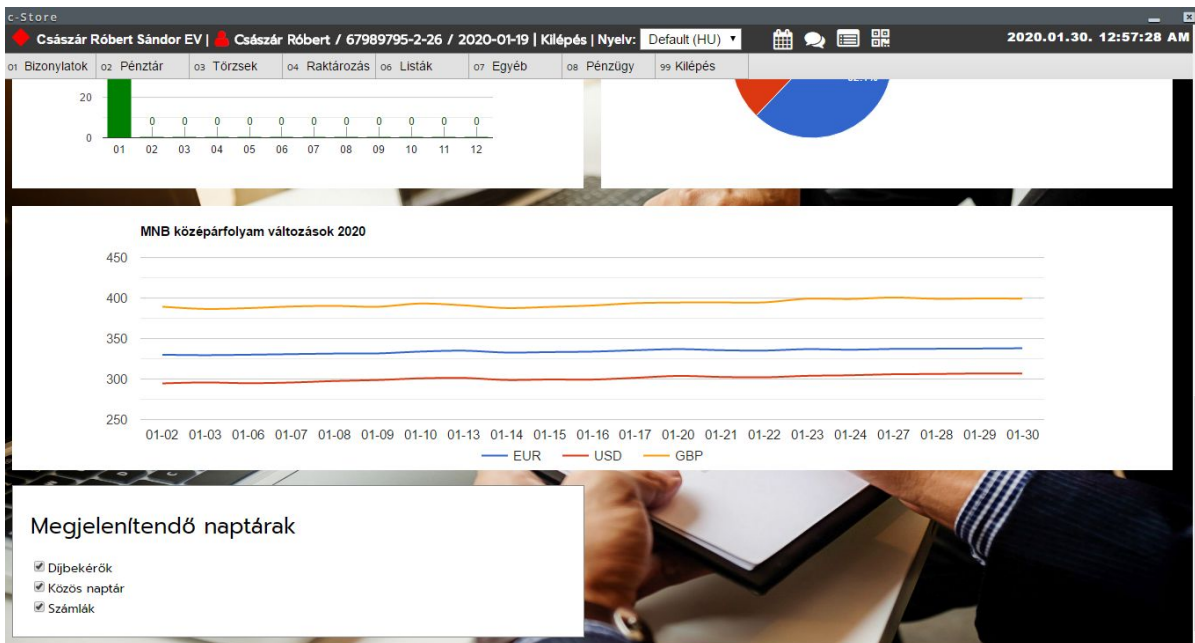 c-Store
Császár Róbert Sándor EV | Császár Róbert / 67989795-2-26 / 2020-01-19 | Kilépés | Nyelv: Default (HU) 2020.01.30. 12:57:28 AM
01 Bizonylatok 02 Pénztár 03 Törzsek 04 Raktározás 06 Listák 07 Egyéb 08 Pénzügy 99 Kilépés
20
0 0 0 0 0 0 0 0 0 0 0
0
01 02 03 04 05 06 07 08 09 10 11 12
MNB középárfolyam változások 2020
450
400
350
300
250
01-02 01-03 01-06 01-07 01-08 01-09 01-10 01-13 01-14 01-15 01-16 01-17 01-20 01-21 01-22 01-23 01-24 01-27 01-28 01-29 01-30
EUR USD GBP
Megjelenítendő naptárak
Díjbekérők
Közös naptár
Számlák